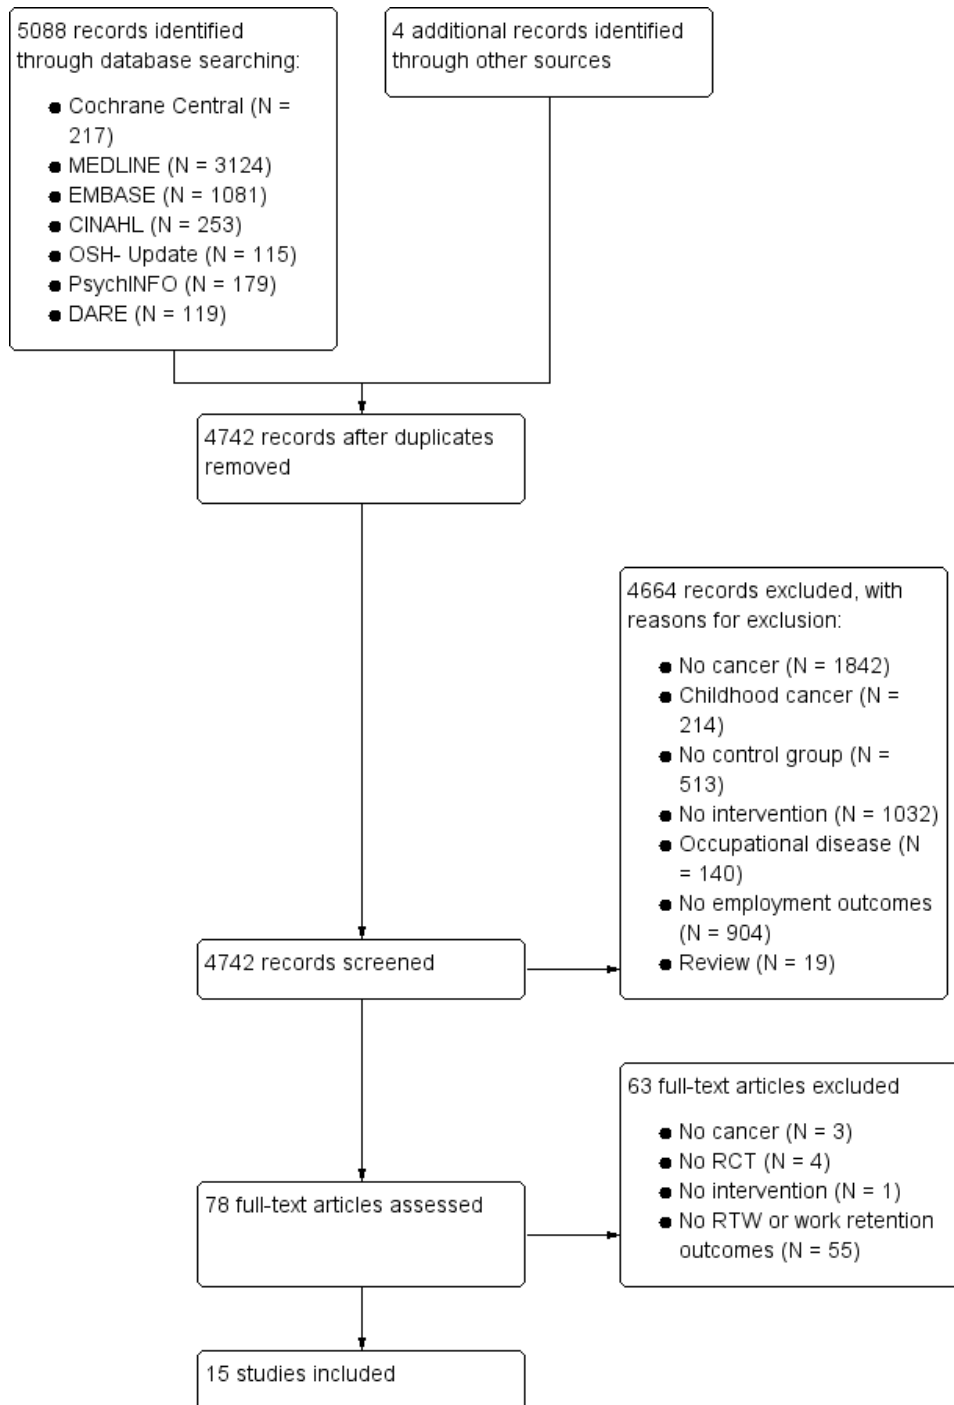 5088 records identified
through database searching:
● Cochrane Central (N =
217)
● MEDLINE (N = 3124)
● EMBASE (N = 1081)
● CINAHL (N = 253)
● OSH- Update (N = 115)
● PsychINFO (N = 179)
● DARE (N = 119)
4 additional records identified
through other sources
4742 records after duplicates
removed
4664 records excluded, with
reasons for exclusion:
● No cancer (N = 1842)
● Childhood cancer (N =
214)
● No control group (N =
513)
● No intervention (N = 1032)
● Occupational disease (N
= 140)
● No employment outcomes
(N = 904)
● Review (N = 19)
4742 records screened
63 full-text articles excluded
● No cancer (N = 3)
● No RCT (N = 4)
● No intervention (N = 1)
● No RTW or work retention
outcomes (N = 55)
78 full-text articles assessed
15 studies included